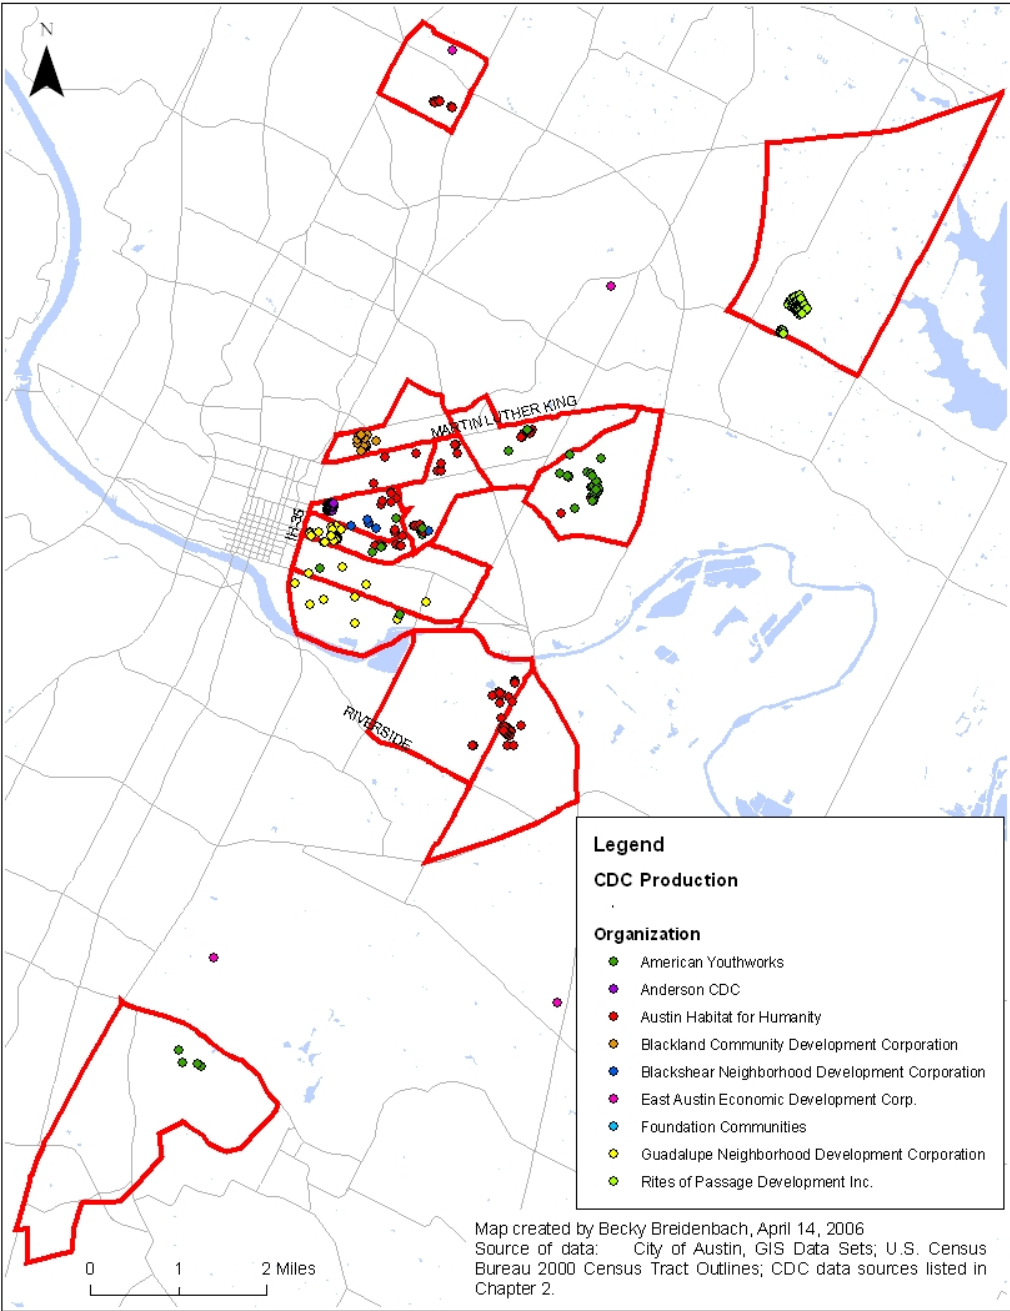 N
MARTIN LUTHER KING
IH-35
RIVERSIDE
Legend
CDC Production
.
Organization
American Youthworks
Anderson CDC
Austin Habitat for Humanity
Blackland Community Development Corporation
Blackshear Neighborhood Development Corporation
East Austin Economic Development Corp.
Foundation Communities
Guadalupe Neighborhood Development Corporation
Rites of Passage Development Inc.
Map created by Becky Breidenbach, April 14, 2006
Source of data: City of Austin, GIS Data Sets; U.S. Census
Bureau 2000 Census Tract Outlines; CDC data sources listed in
Chapter 2.
0 1 2 Miles